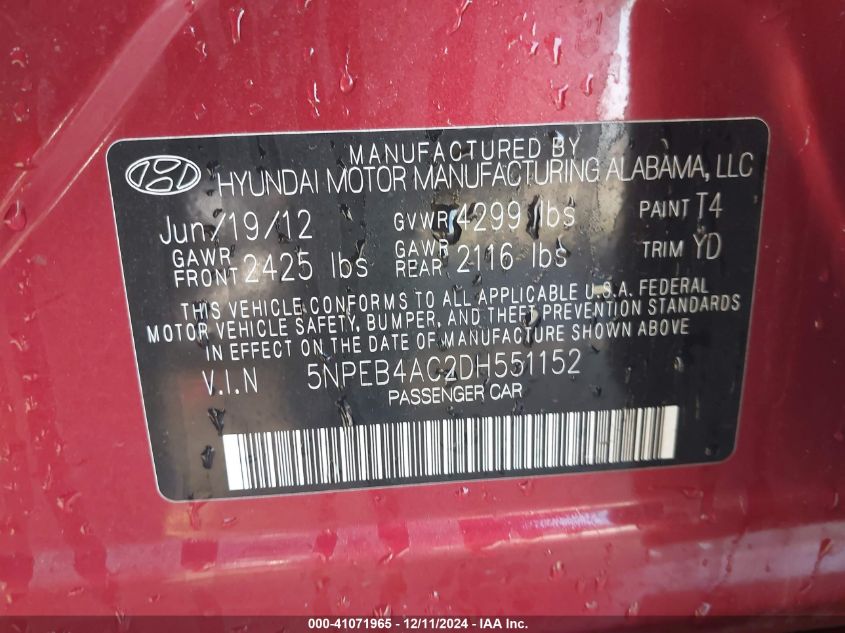 MANUFACTURED BY
HYUNDAI MOTOR MANUFACTURING ALABAMA, LLC
Jun/19/12 GVWR 4299 lbs PAINT T4
GAWR FRONT 2425 lbs GAWR REAR 2116 lbs TRIM YD
THIS VEHICLE CONFORMS TO ALL APPLICABLE U.S.A. FEDERAL
MOTOR VEHICLE SAFETY, BUMPER, AND THEFT PREVENTION STANDARDS
IN EFFECT ON THE DATE OF MANUFACTURE SHOWN ABOVE
V.I.N 5NPEB4AC2DH551152
PASSENGER CAR
000-41071965 - 12/11/2024 - IAA Inc.